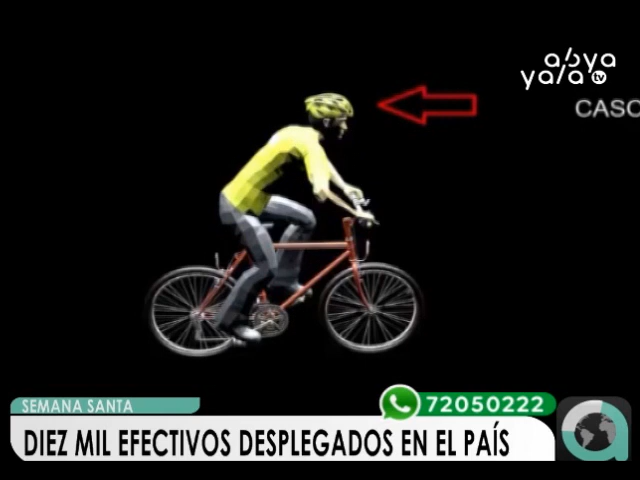 abya
yala tv
CASC
SEMANA SANTA
72050222
DIEZ MIL EFECTIVOS DESPLEGADOS EN EL PAÍS